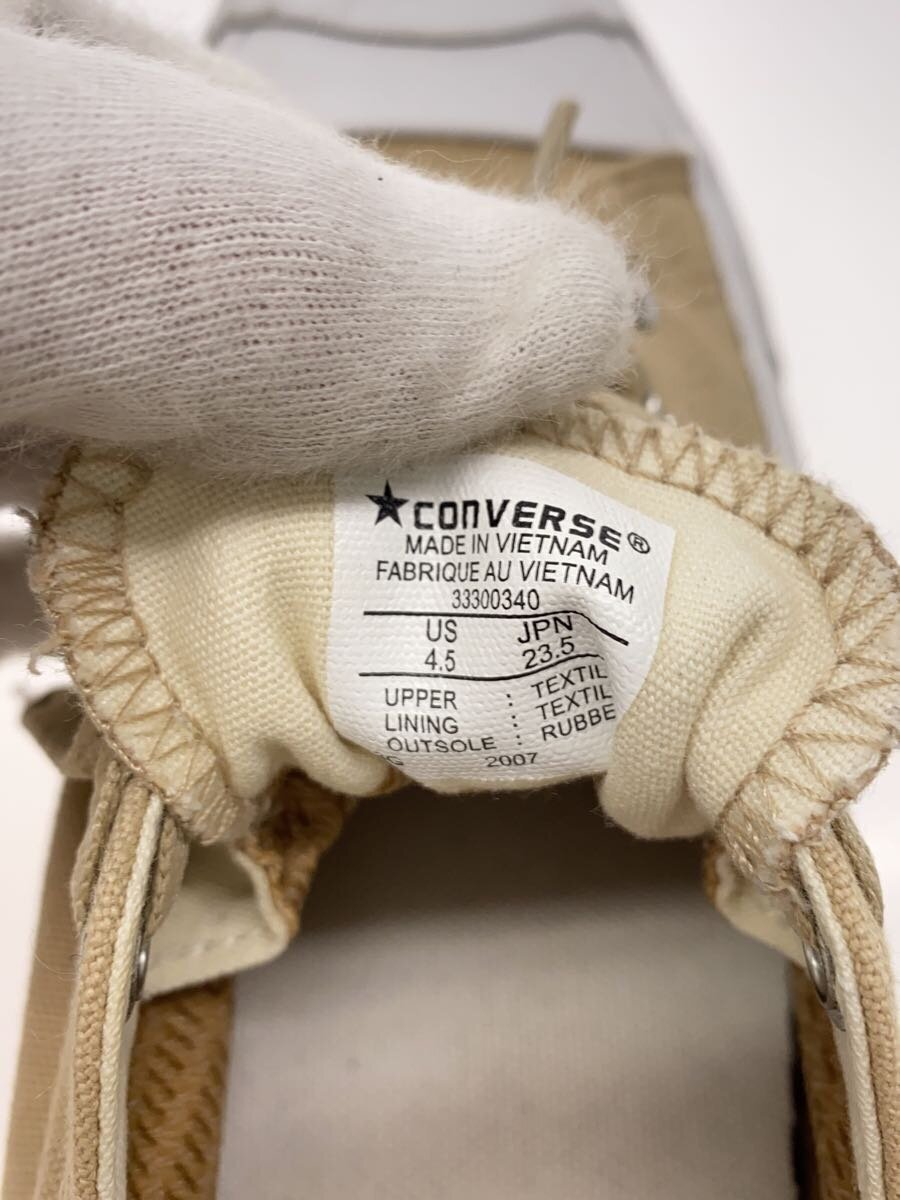 ★CONVERSE®
MADE IN VIETNAM
FABRIQUE AU VIETNAM
33300340
US JPN
4.5 23.5
UPPER : TEXTIL
LINING : TEXTIL
OUTSOLE : RUBBE
G 2007